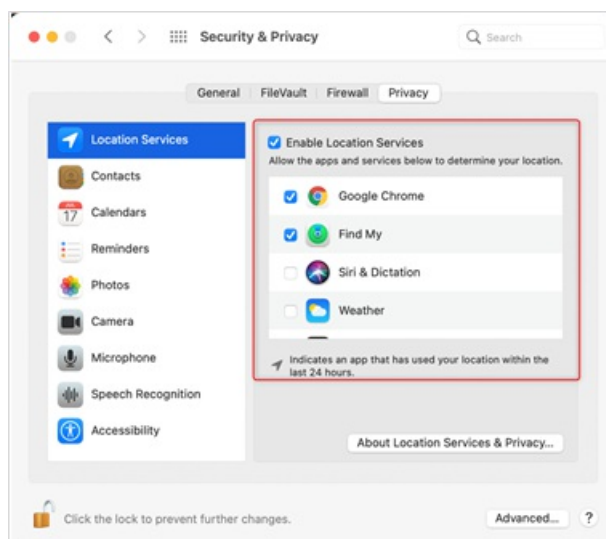 Security & Privacy
Search
General FileVault Firewall Privacy
Location Services
Contacts
17
Calendars
Reminders
Photos
Camera
Microphone
Speech Recognition
Accessibility
Enable Location Services
Allow the apps and services below to determine your location.
Google Chrome
Find My
Siri & Dictation
Weather
Indicates an app that has used your location within the
last 24 hours.
About Location Services & Privacy...
Click the lock to prevent further changes.
Advanced...
?